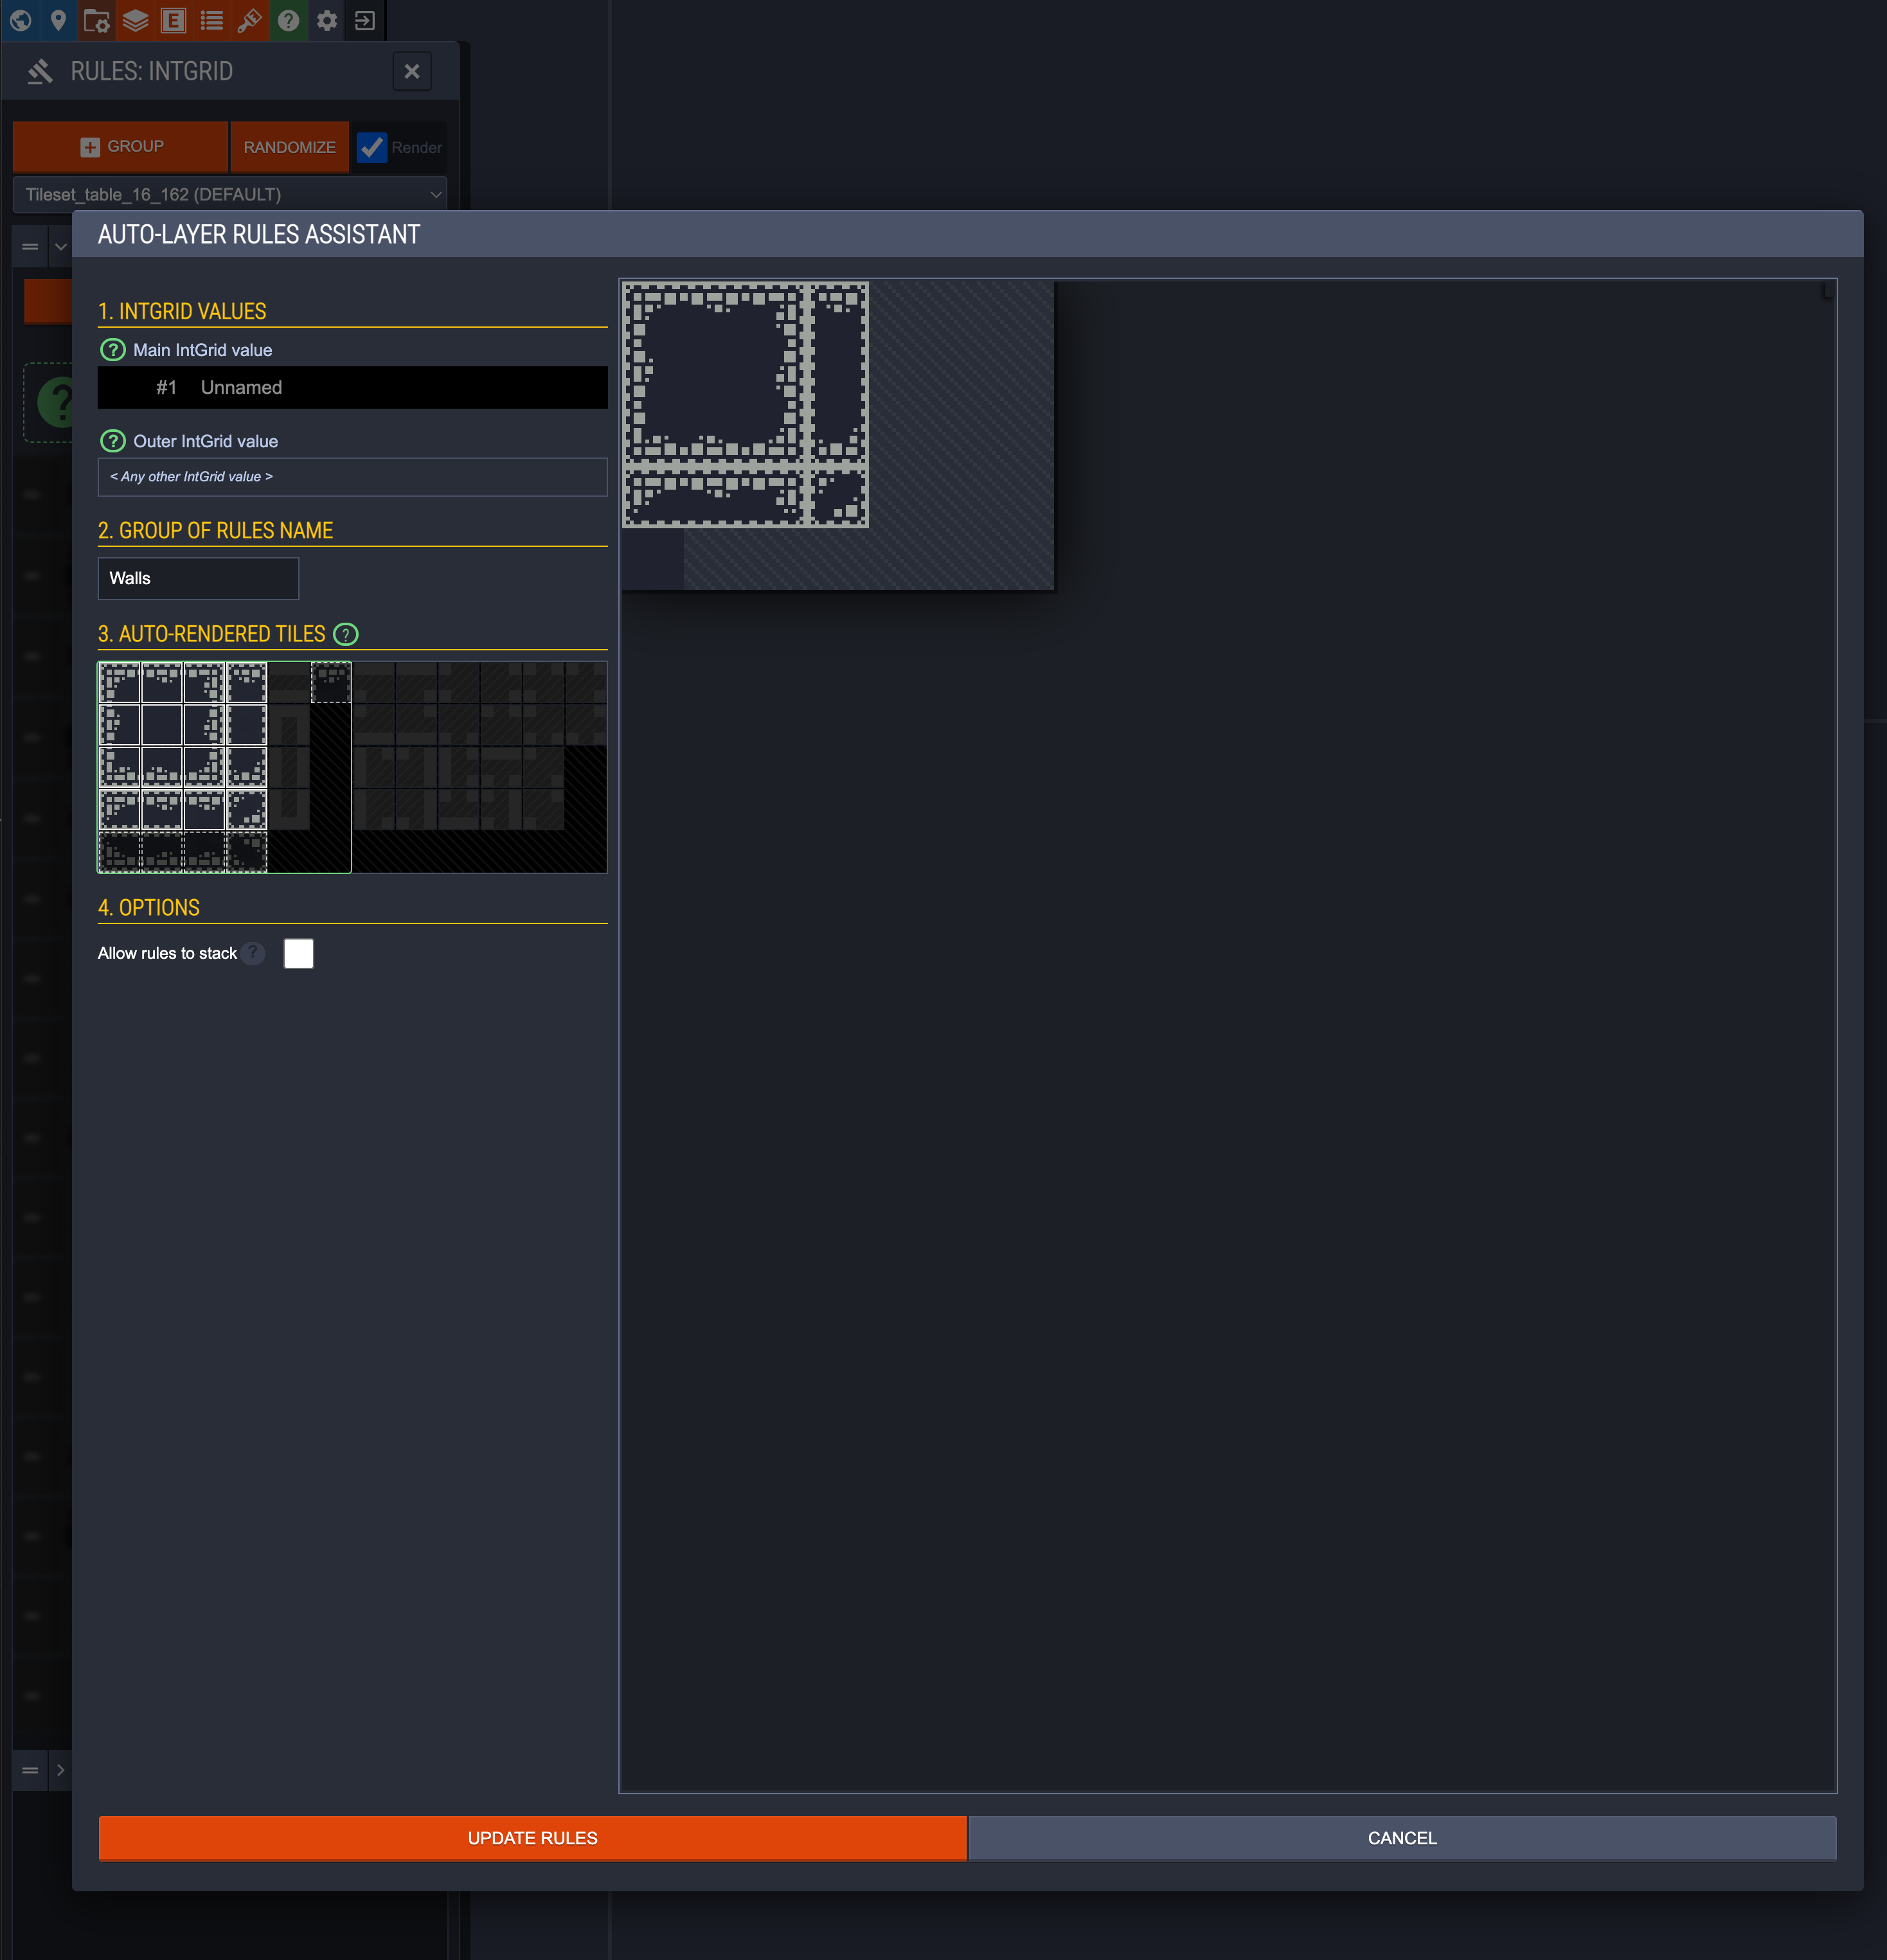 RULES: INTGRID
GROUP
RANDOMIZE
Render
Tileset_table_16_162 (DEFAULT)
AUTO-LAYER RULES ASSISTANT
1. INTGRID VALUES
? Main IntGrid value
#1 Unnamed
? Outer IntGrid value
< Any other IntGrid value >
2. GROUP OF RULES NAME
Walls
3. AUTO-RENDERED TILES ?
4. OPTIONS
Allow rules to stack ?
UPDATE RULES
CANCEL